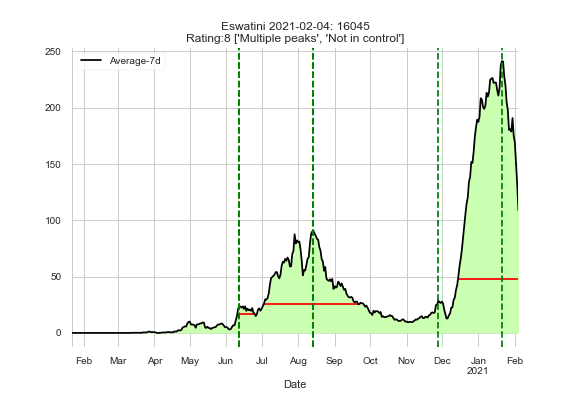 Eswatini 2021-02-04: 16045
Rating:8 ['Multiple peaks', 'Not in control']
Average-7d
250
200
150
100
50
0
Feb Mar Apr May Jun Jul Aug Sep Oct Nov Dec Jan Feb
2021
Date